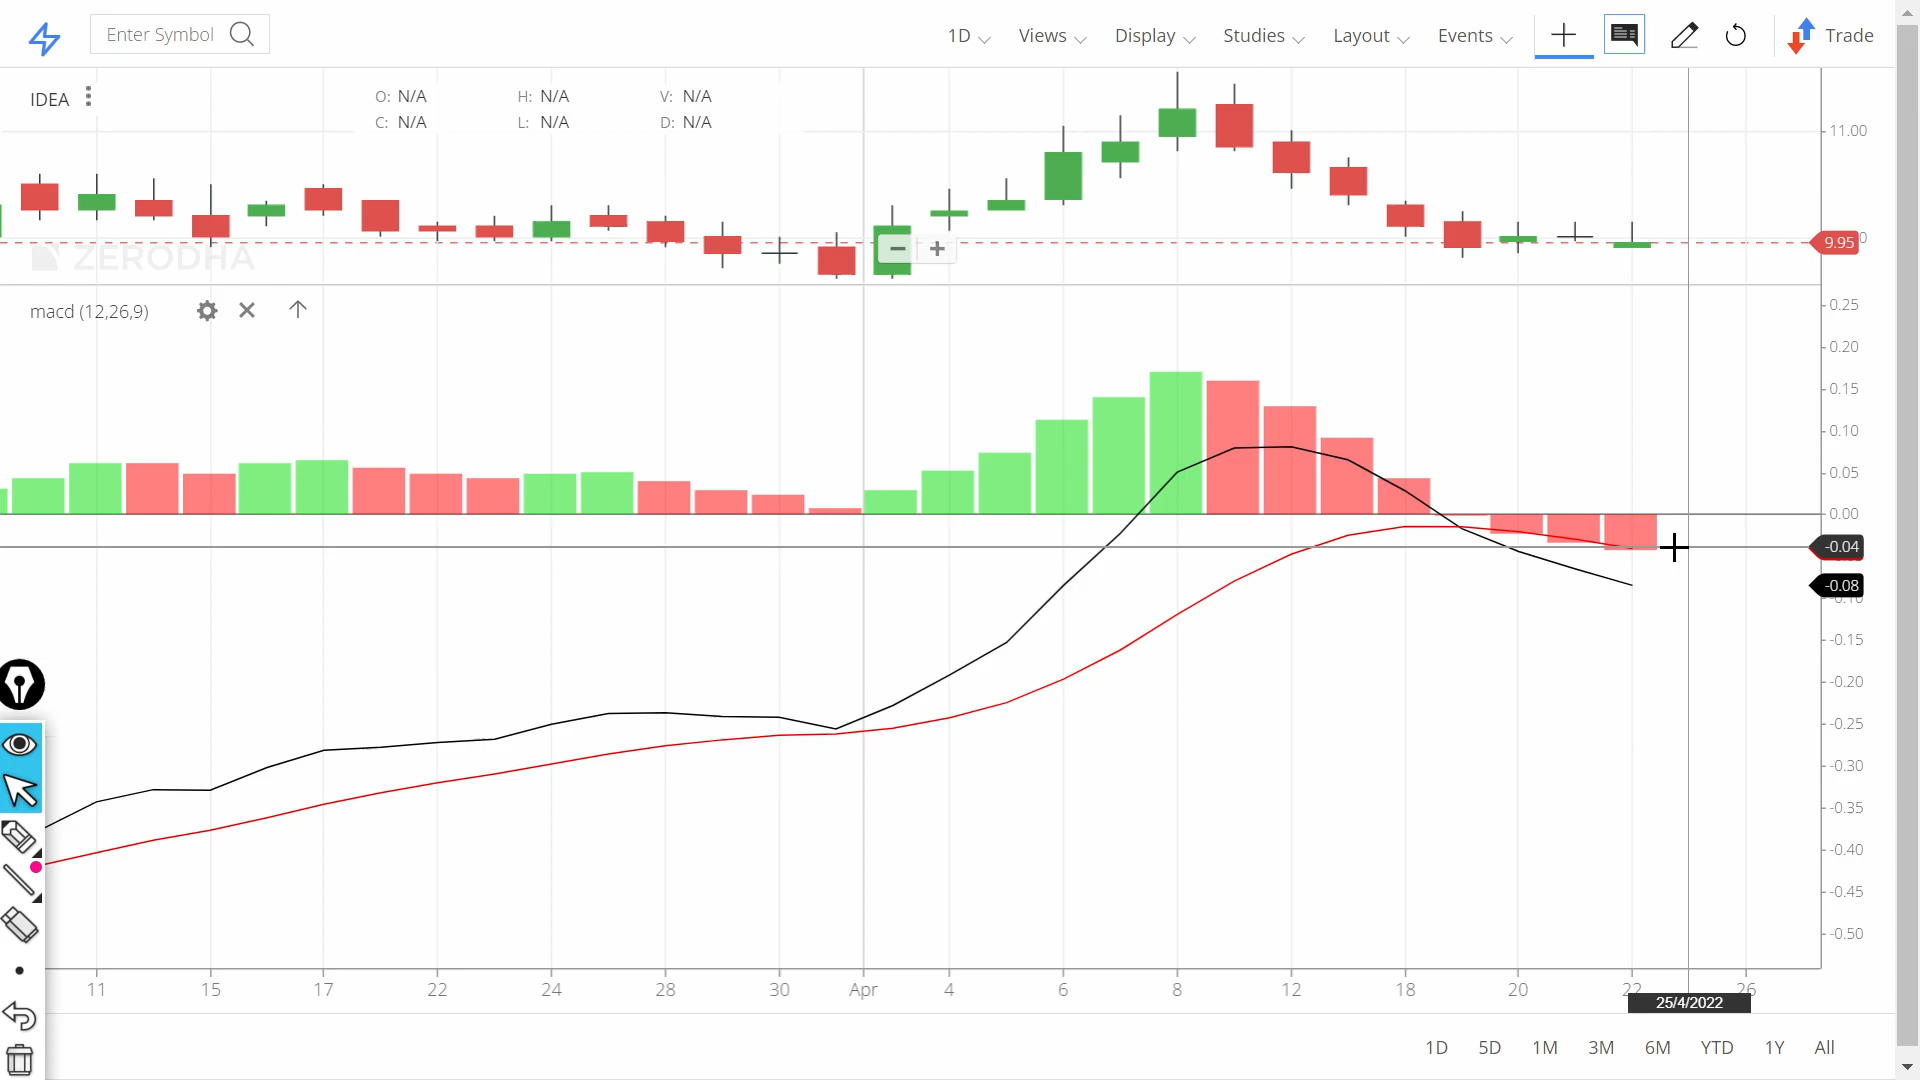 Enter Symbol
1D Views Display Studies Layout Events Trade
IDEA
O: N/A H: N/A V: N/A
C: N/A L: N/A D: N/A
11.00
9.95
ZERODHA
macd (12,26,9)
0.25
0.20
0.15
0.10
0.05
0.00
-0.04
-0.08
-0.10
-0.15
-0.20
-0.25
-0.30
-0.35
-0.40
-0.45
-0.50
11 15 17 22 24 28 30 Apr 4 6 8 12 18 20 22 26
25/4/2022
1D 5D 1M 3M 6M YTD 1Y All